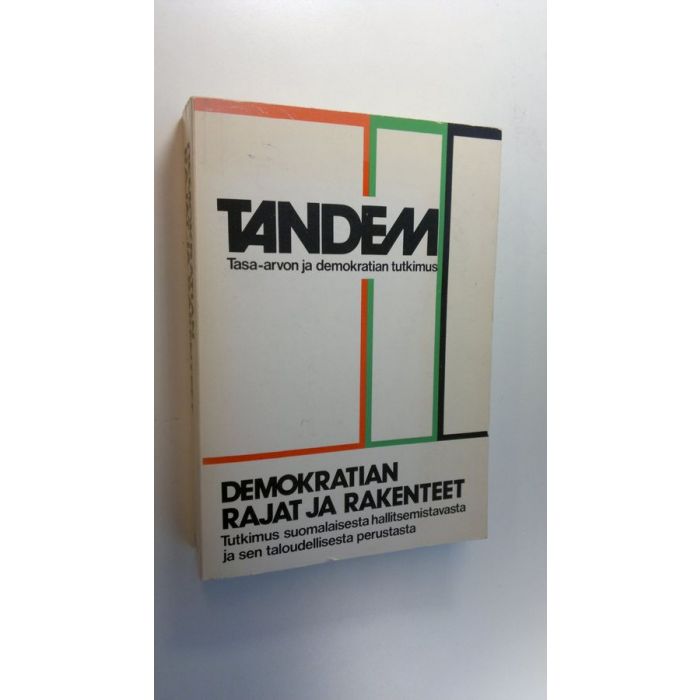 TANDEM
Tasa-arvon ja demokratian tutkimus
DEMOKRATIAN
RAJAT JA RAKENTEET
Tutkimus suomalaisesta hallitsemistavasta
ja sen taloudellisesta perustasta